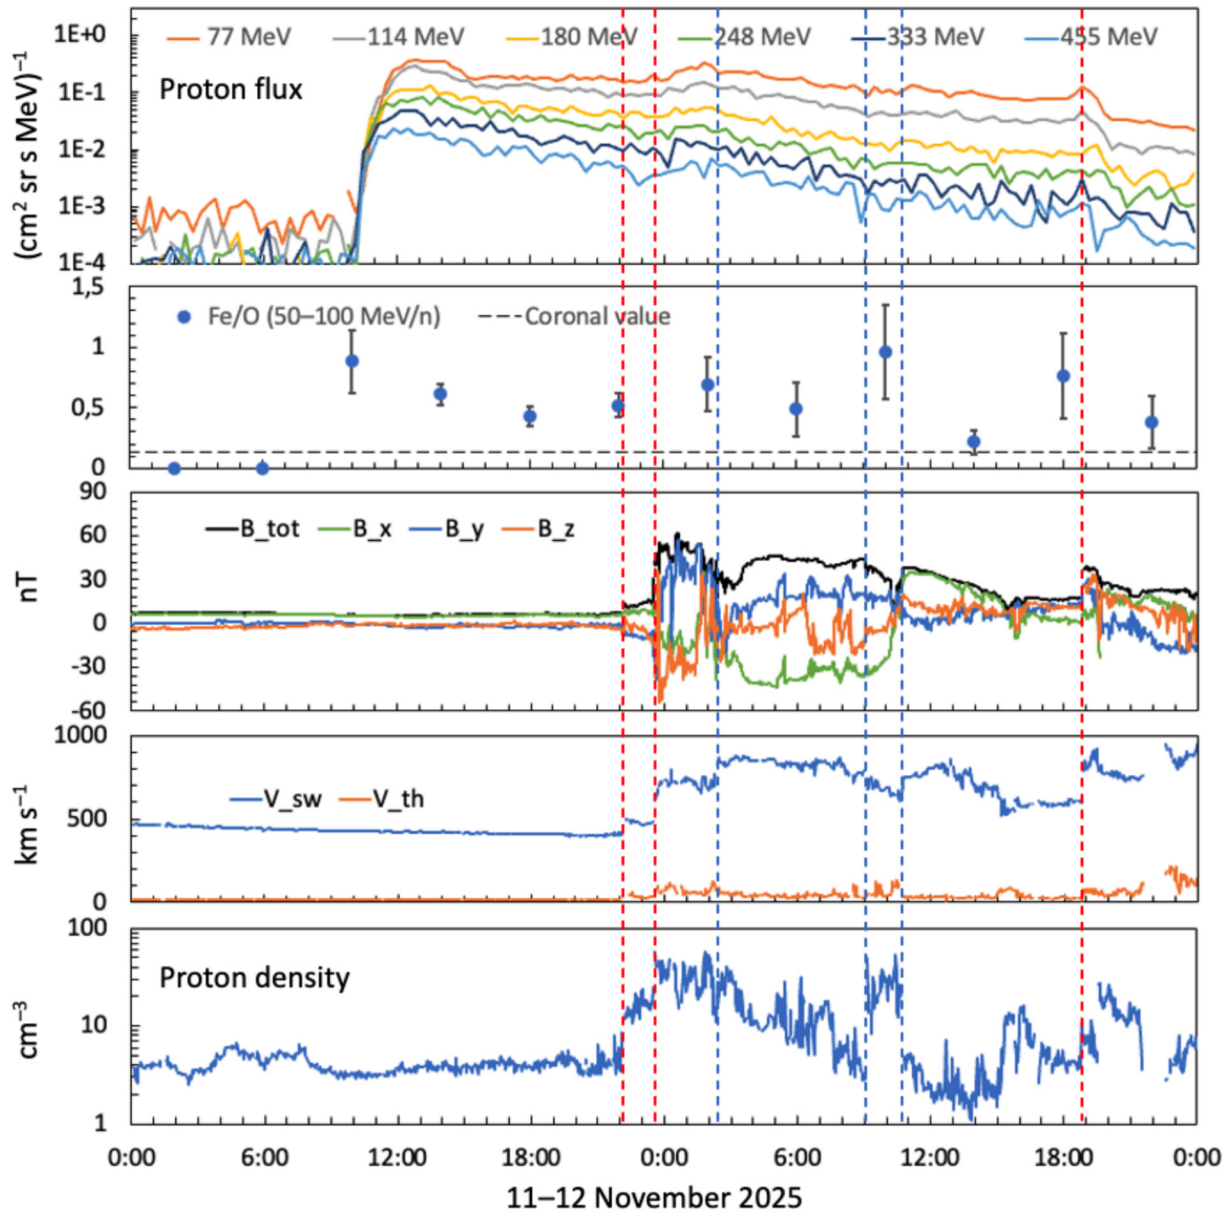 77 MeV 114 MeV 180 MeV 248 MeV 333 MeV 455 MeV
Proton flux
(cm² sr s MeV)⁻¹
1E+0
1E-1
1E-2
1E-3
1E-4
Fe/O (50–100 MeV/n) Coronal value
1,5
1
0,5
0
B_tot B_x B_y B_z
nT
90
60
30
0
-30
-60
V_sw V_th
km s⁻¹
1000
500
0
Proton density
cm⁻³
100
10
1
0:00 6:00 12:00 18:00 0:00 6:00 12:00 18:00 0:00
11–12 November 2025